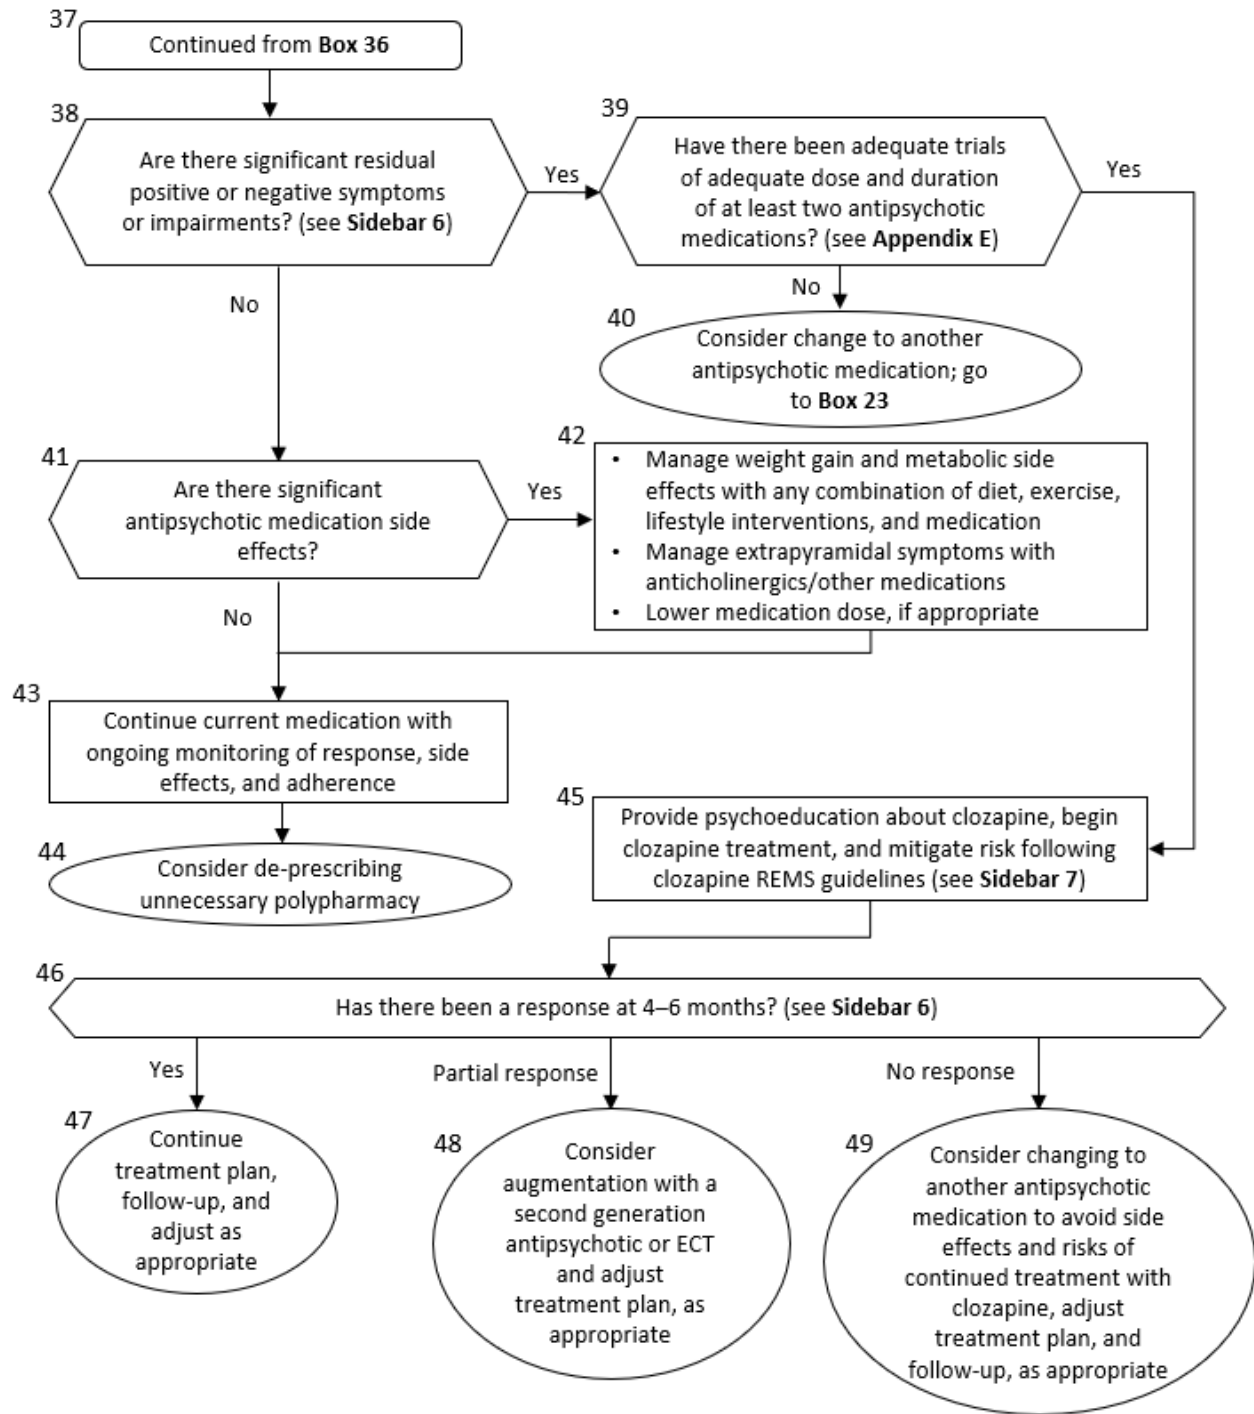 37
Continued from Box 36
38
Are there significant residual
positive or negative symptoms
or impairments? (see Sidebar 6)
Yes
39
Have there been adequate trials
of adequate dose and duration
of at least two antipsychotic
medications? (see Appendix E)
Yes
No
No
40
Consider change to another
antipsychotic medication; go
to Box 23
41
Are there significant
antipsychotic medication side
effects?
Yes
42
• Manage weight gain and metabolic side
effects with any combination of diet, exercise,
lifestyle interventions, and medication
• Manage extrapyramidal symptoms with
anticholinergics/other medications
• Lower medication dose, if appropriate
No
43
Continue current medication with
ongoing monitoring of response, side
effects, and adherence
44
Consider de-prescribing
unnecessary polypharmacy
45
Provide psychoeducation about clozapine, begin
clozapine treatment, and mitigate risk following
clozapine REMS guidelines (see Sidebar 7)
46
Has there been a response at 4–6 months? (see Sidebar 6)
Yes
Partial response
No response
47
Continue
treatment plan,
follow-up, and
adjust as
appropriate
48
Consider
augmentation with a
second generation
antipsychotic or ECT
and adjust
treatment plan, as
appropriate
49
Consider changing to
another antipsychotic
medication to avoid side
effects and risks of
continued treatment with
clozapine, adjust
treatment plan, and
follow-up, as appropriate